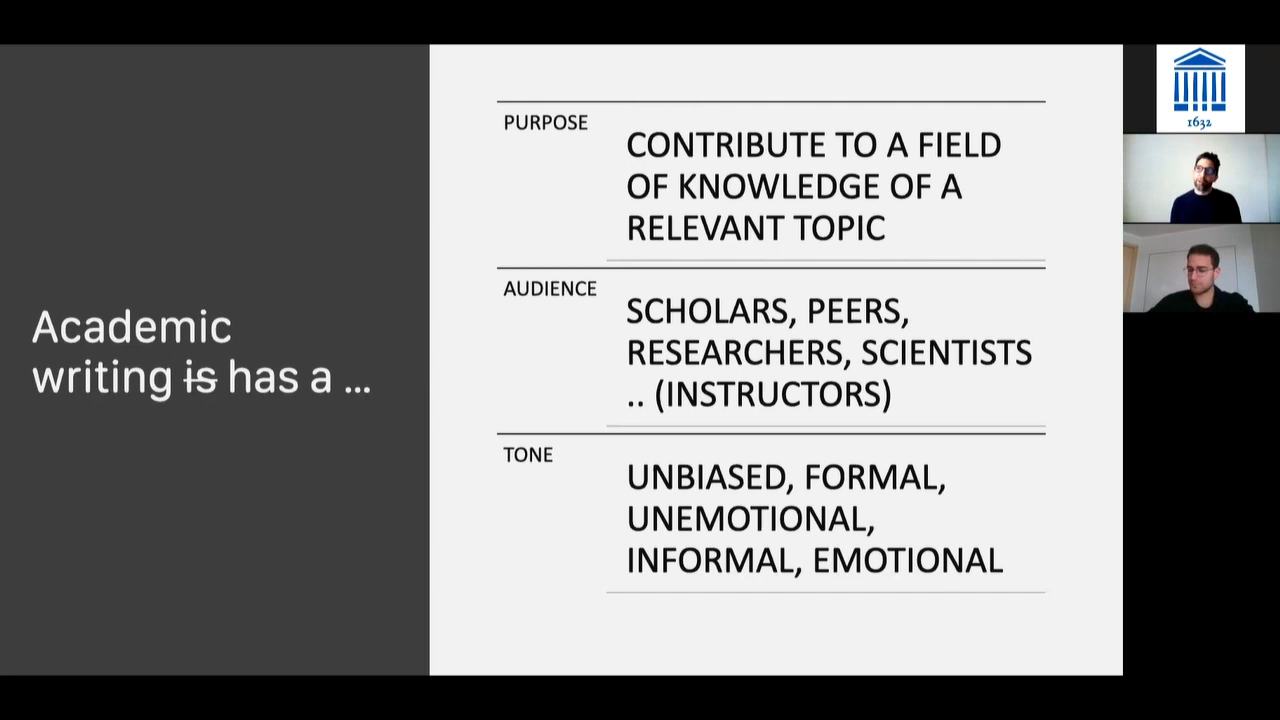 Academic
writing is has a ...
PURPOSE
CONTRIBUTE TO A FIELD
OF KNOWLEDGE OF A
RELEVANT TOPIC
AUDIENCE
SCHOLARS, PEERS,
RESEARCHERS, SCIENTISTS
.. (INSTRUCTORS)
TONE
UNBIASED, FORMAL,
UNEMOTIONAL,
INFORMAL, EMOTIONAL
1632